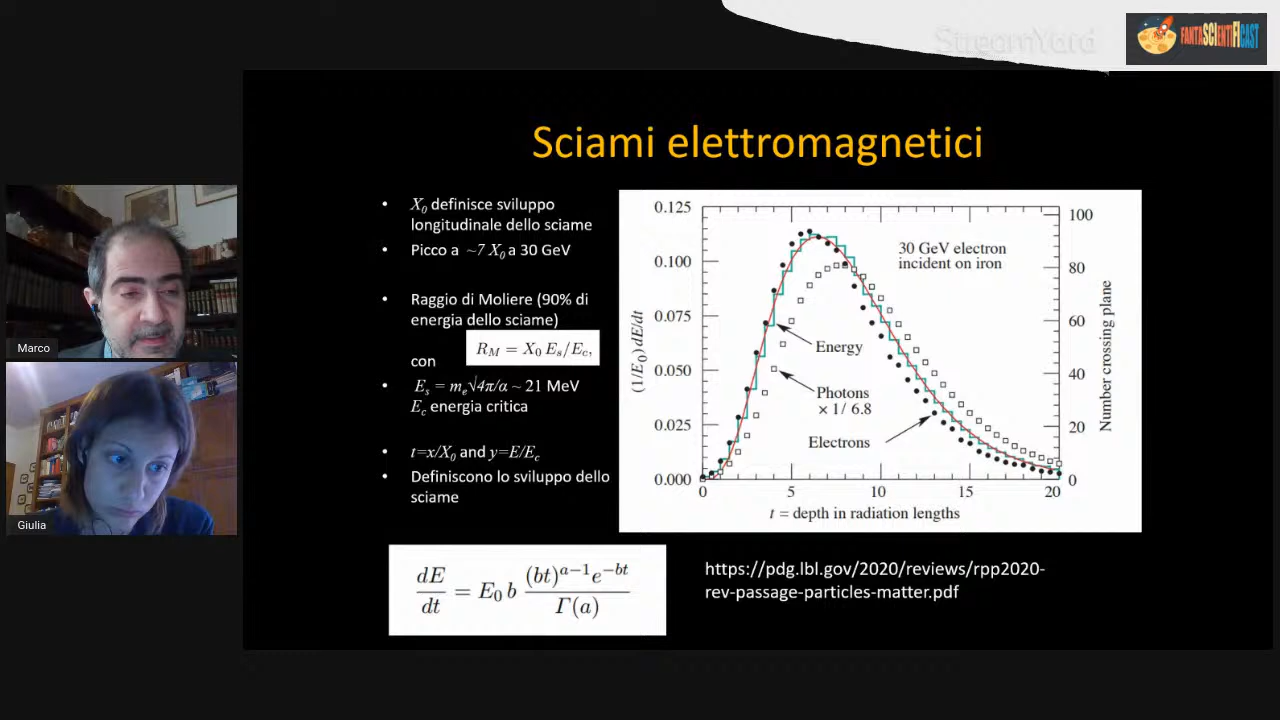 StreamYard
FANTASCIENTIFICAST
Sciami elettromagnetici
• X₀ definisce sviluppo
longitudinale dello sciame
• Picco a ~7 X₀ a 30 GeV
• Raggio di Moliere (90% di
energia dello sciame)
con
R_M = X₀ E_s/E_c,
• E_s = m_e√4π/α ~ 21 MeV
E_c energia critica
• t=x/X₀ and y=E/E_c
• Definiscono lo sviluppo dello
sciame
dE/dt = E₀ b (bt)^{a−1}e^{−bt}/Γ(a)
0.125
0.100
0.075
0.050
0.025
0.000
(1/E₀) dE/dt
30 GeV electron
incident on iron
Energy
Photons
× 1/ 6.8
Electrons
100
80
60
40
20
0
Number crossing plane
0 5 10 15 20
t = depth in radiation lengths
https://pdg.lbl.gov/2020/reviews/rpp2020-
rev-passage-particles-matter.pdf
Marco
Giulia